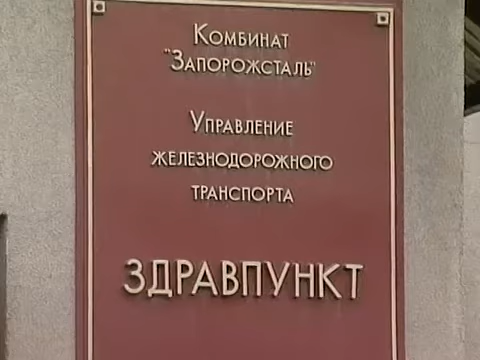 Комбинат
"Запорожсталь"
Управление
железнодорожного
транспорта
ЗДРАВПУНКТ